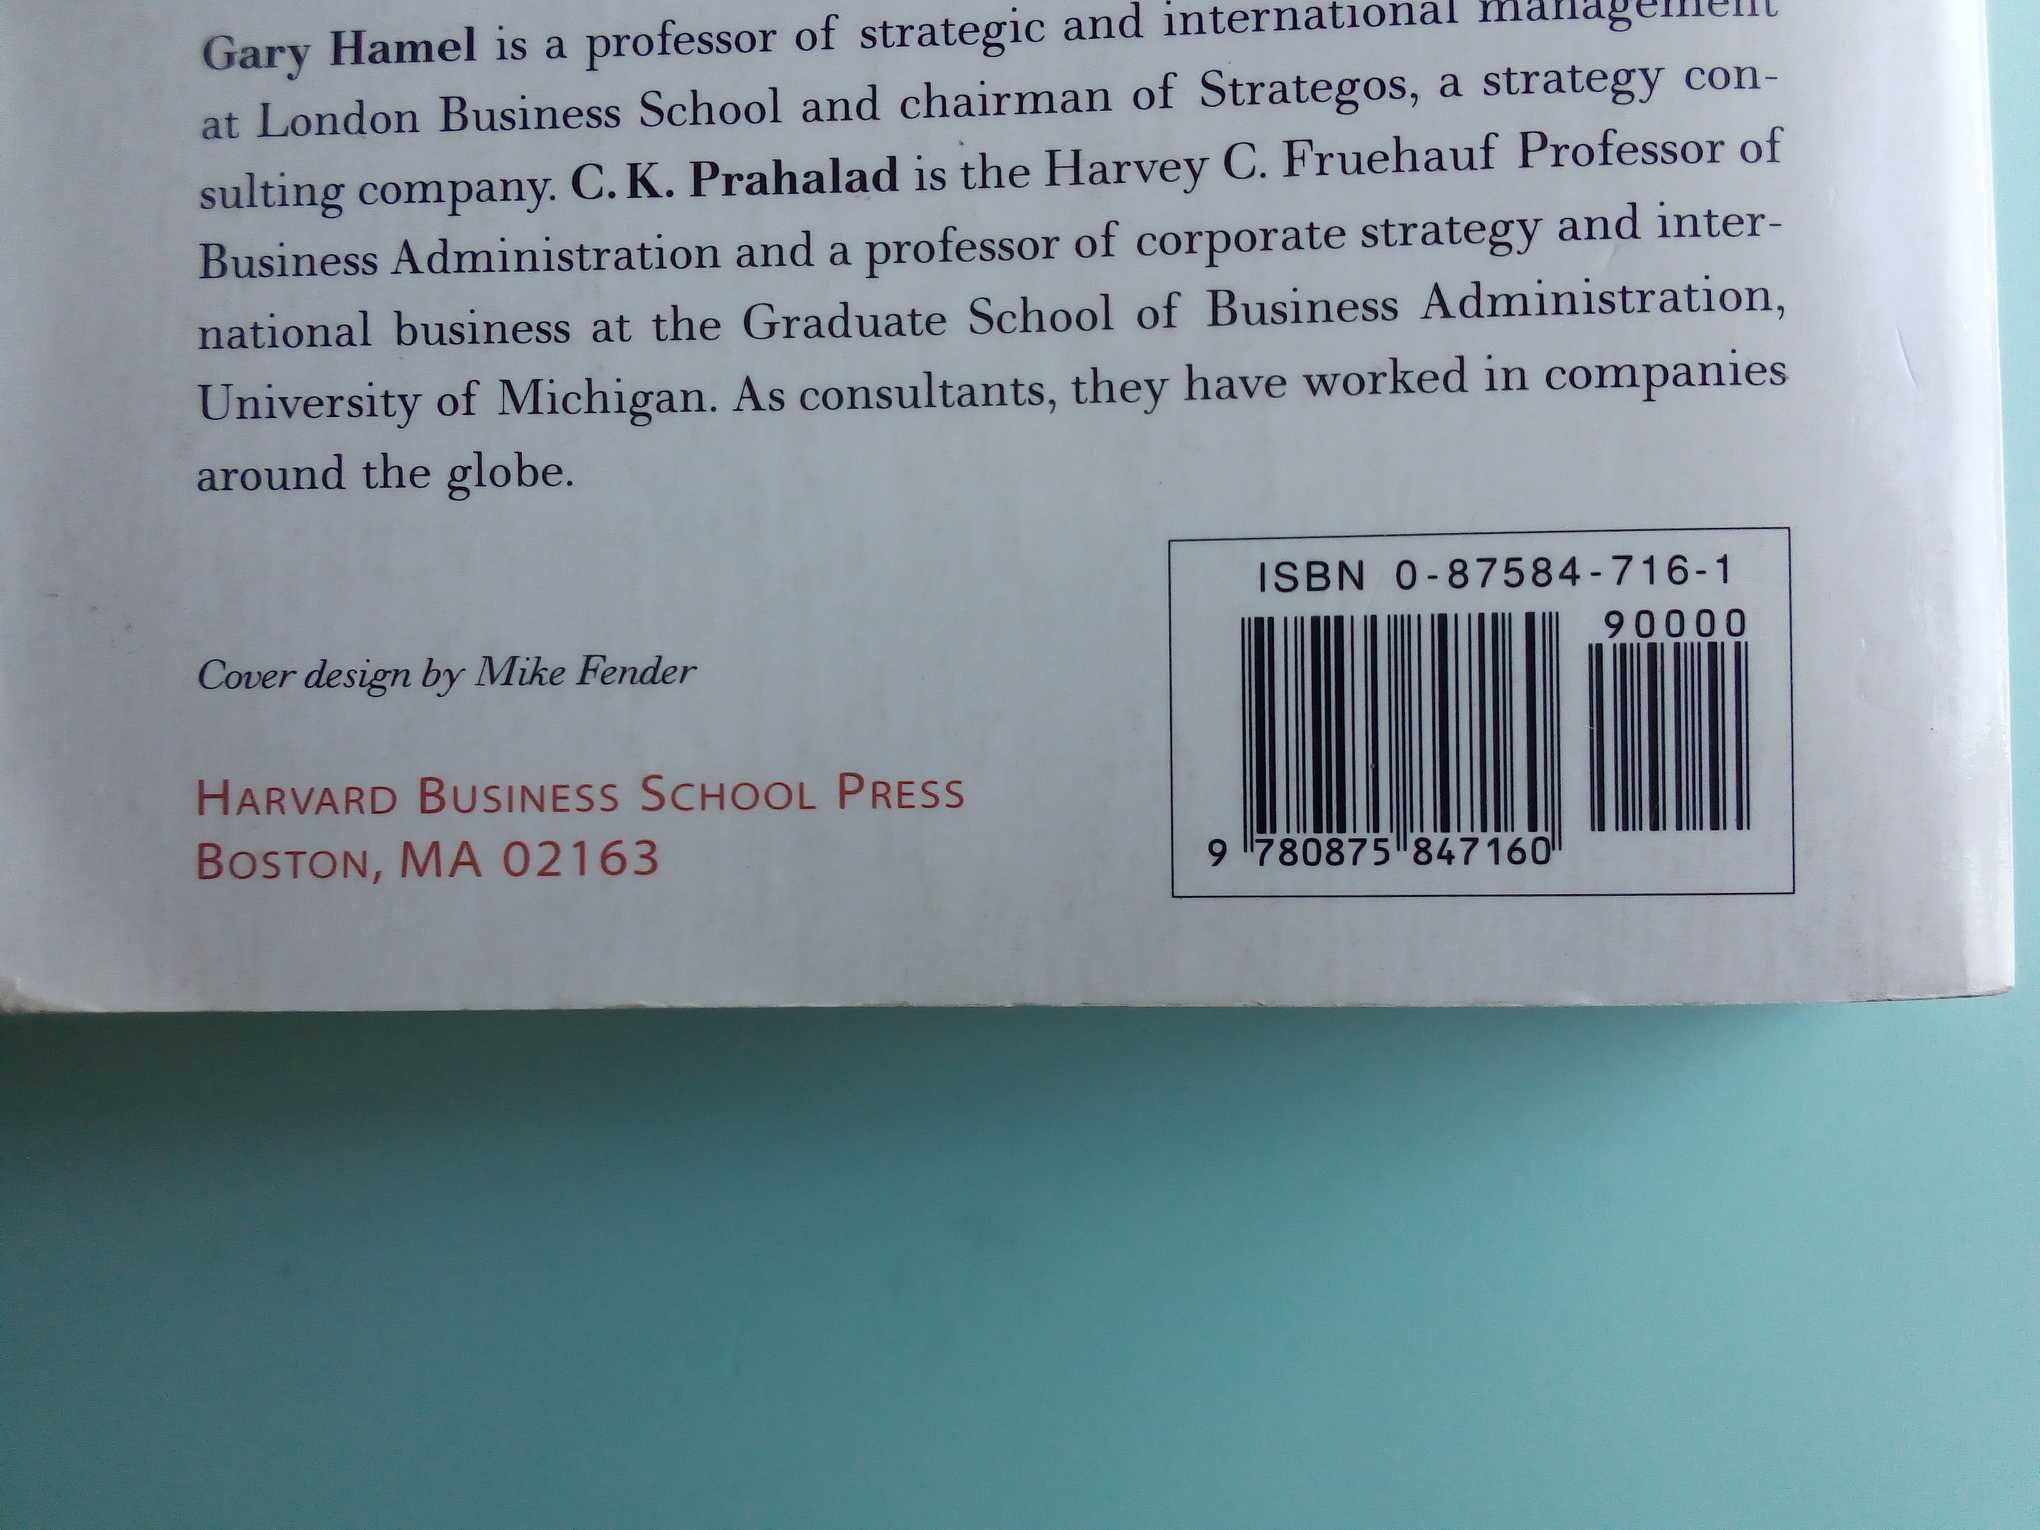 Gary Hamel is a professor of strategic and international management
at London Business School and chairman of Strategos, a strategy con-
sulting company. C. K. Prahalad is the Harvey C. Fruehauf Professor of
Business Administration and a professor of corporate strategy and inter-
national business at the Graduate School of Business Administration,
University of Michigan. As consultants, they have worked in companies
around the globe.
Cover design by Mike Fender
HARVARD BUSINESS SCHOOL PRESS
BOSTON, MA 02163
ISBN 0-87584-716-1
90000
9 780875 847160